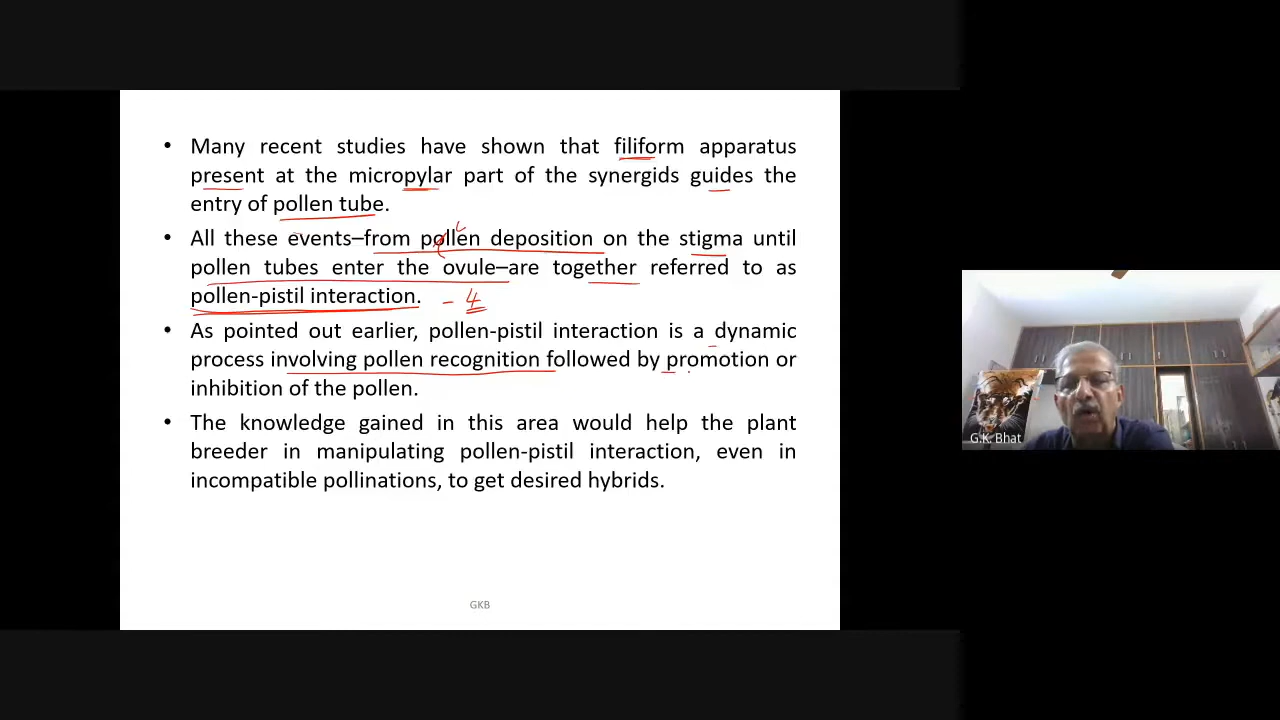 • Many recent studies have shown that filiform apparatus
present at the micropylar part of the synergids guides the
entry of pollen tube.
• All these events–from pollen deposition on the stigma until
pollen tubes enter the ovule–are together referred to as
pollen-pistil interaction. - 4
• As pointed out earlier, pollen-pistil interaction is a dynamic
process involving pollen recognition followed by promotion or
inhibition of the pollen.
• The knowledge gained in this area would help the plant
breeder in manipulating pollen-pistil interaction, even in
incompatible pollinations, to get desired hybrids.
GKB
G.K. Bhat